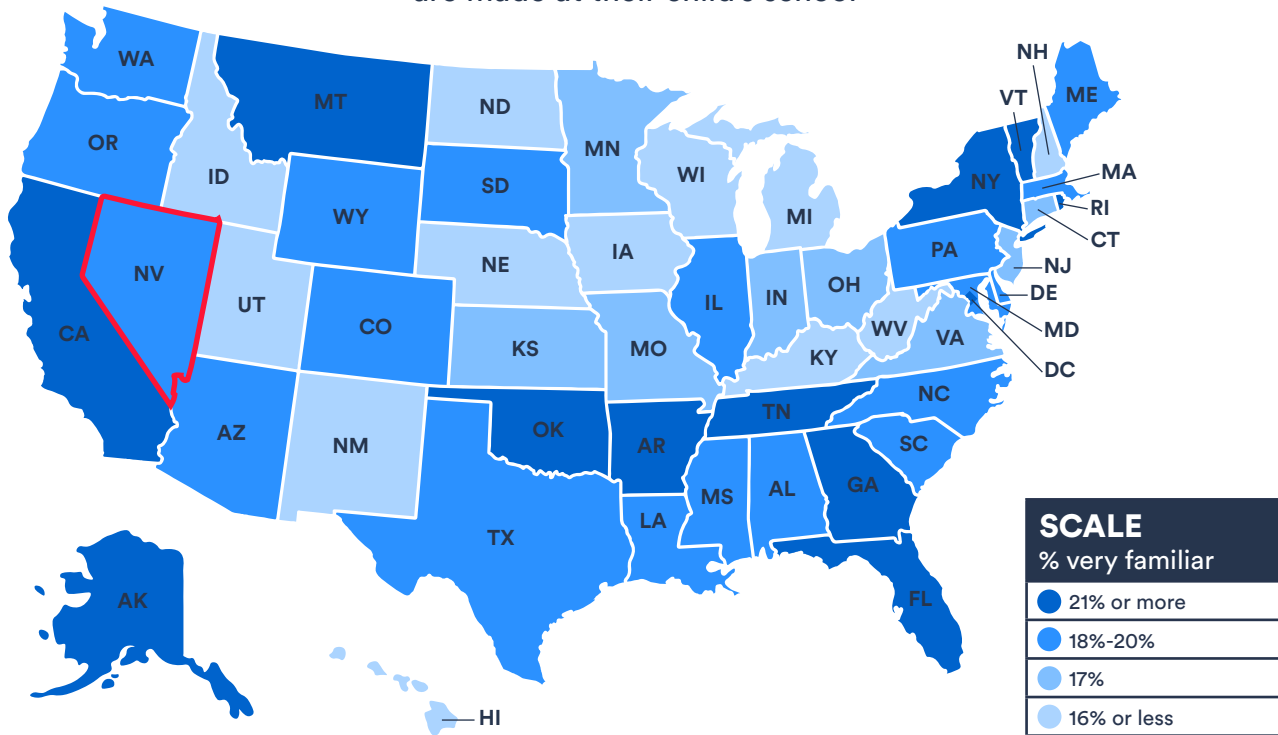 WA
MT
ND
MN
OR
ID
SD
WI
WY
MI
NV
NE
IA
UT
CO
IL
IN
OH
CA
KS
MO
WV
VA
KY
AZ
NM
OK
AR
TN
NC
SC
TX
LA
MS
AL
GA
FL
AK
HI
NH
VT
ME
NY
MA
RI
CT
PA
NJ
DE
MD
DC
SCALE
% very familiar
21% or more
18%-20%
17%
16% or less